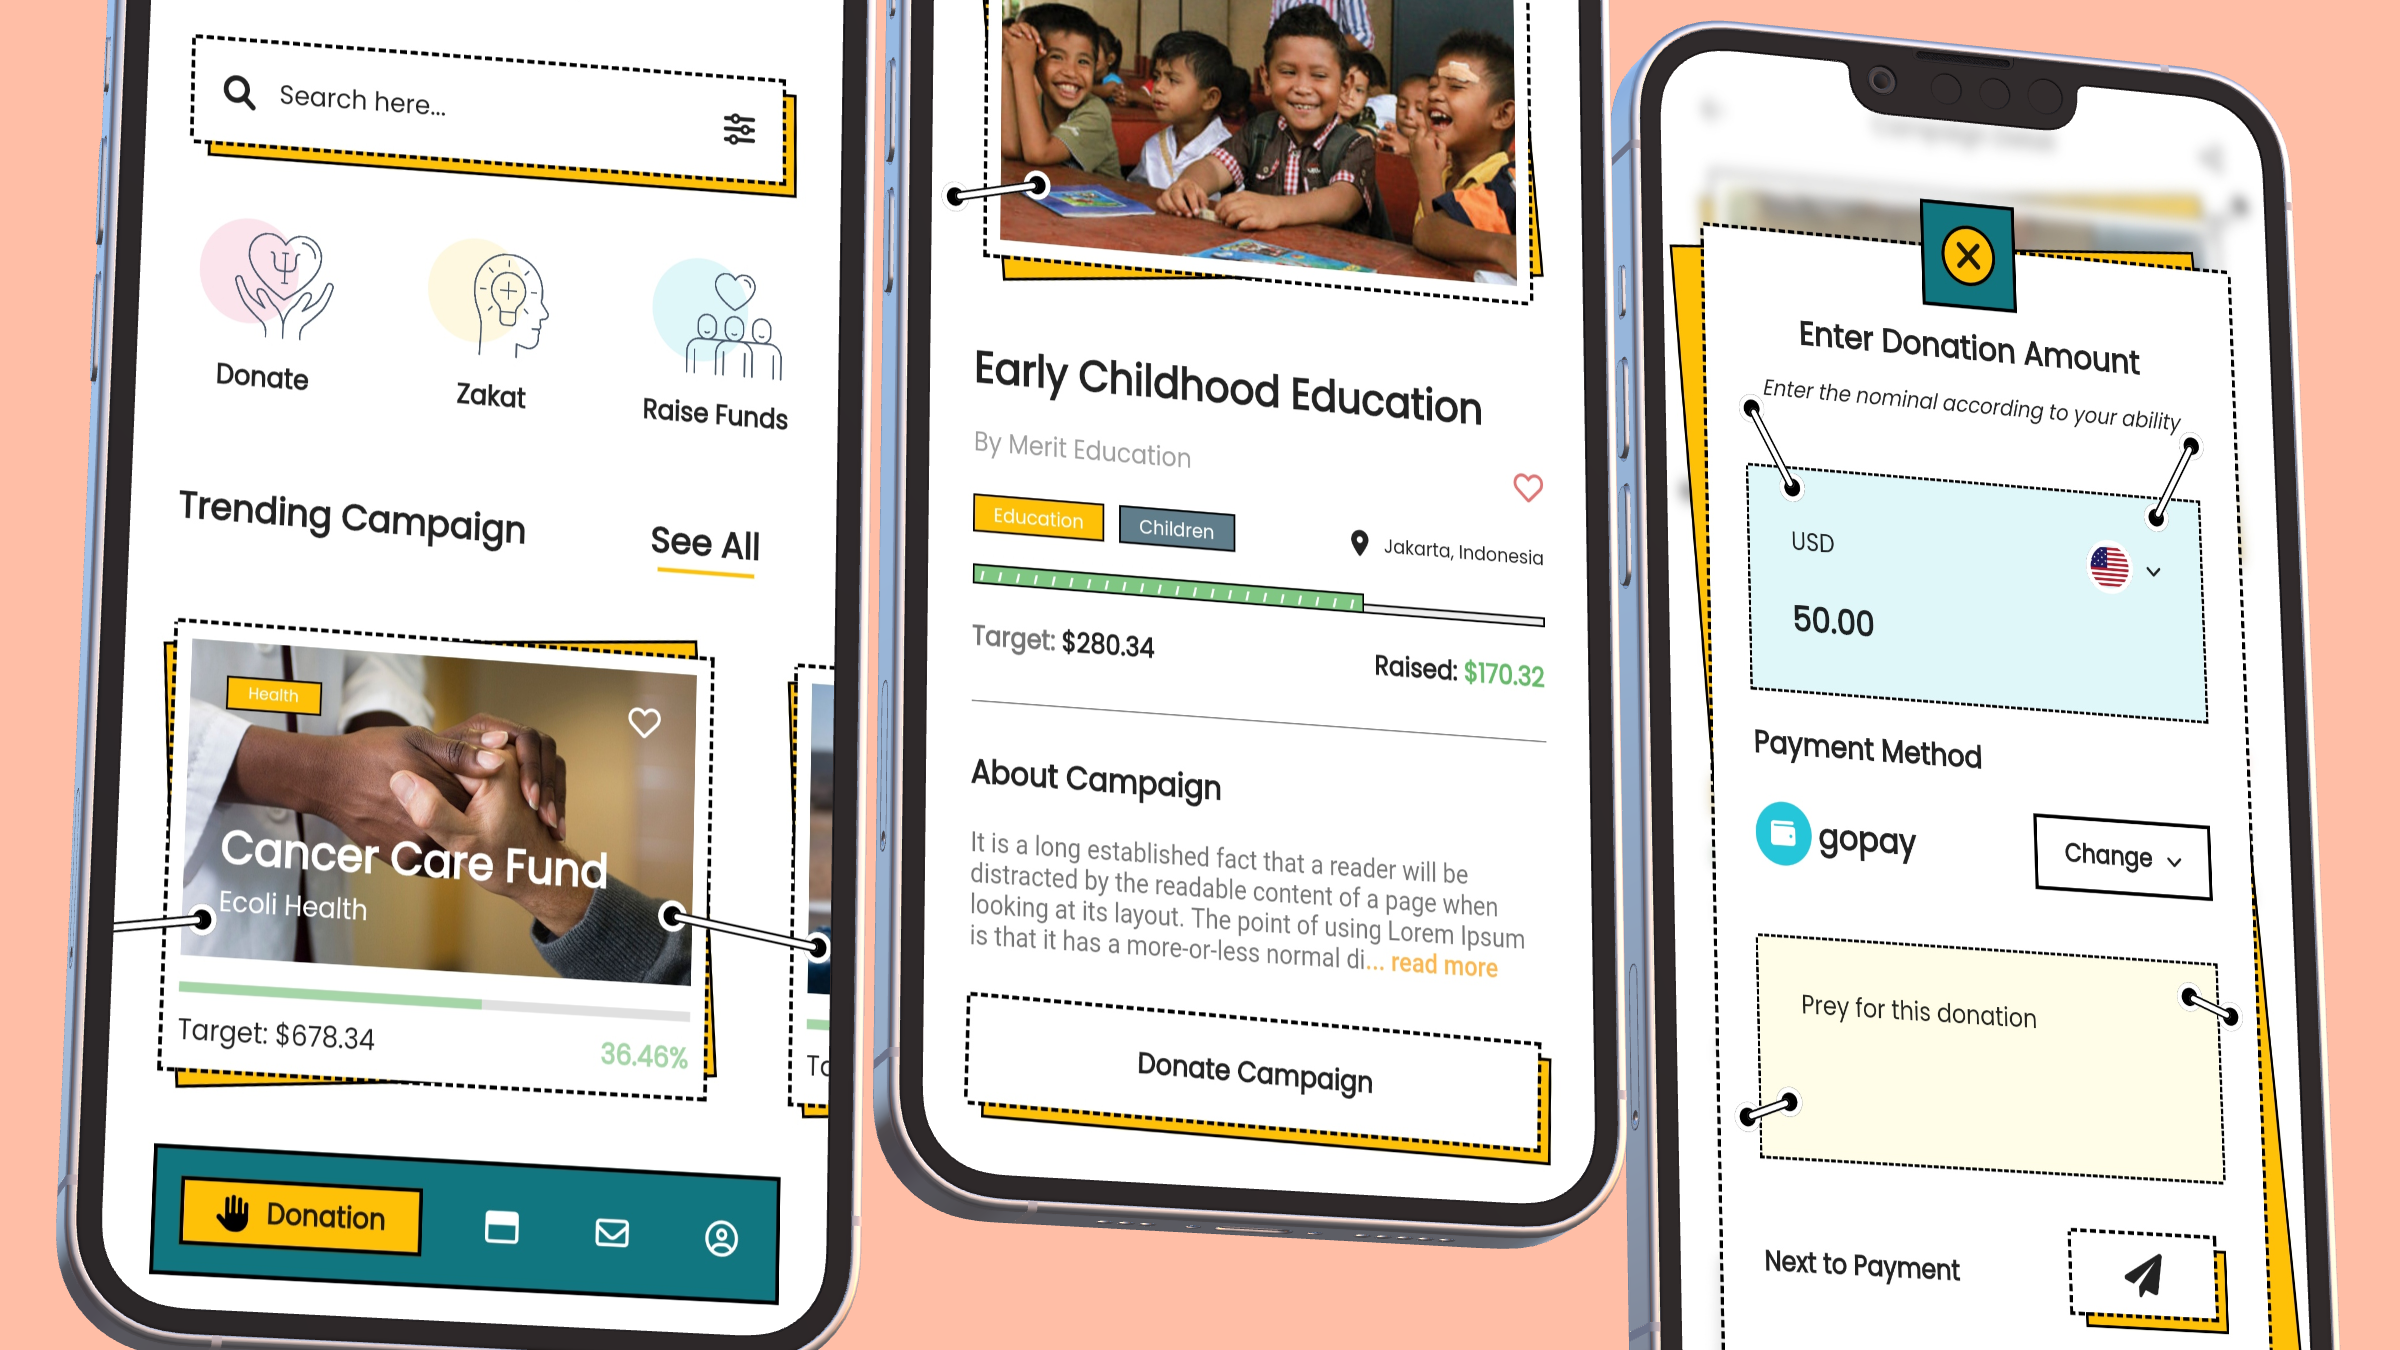 Search here...
Donate
Zakat
Raise Funds
Trending Campaign
See All
Health
Cancer Care Fund
Ecoli Health
Target: $678.34
36.46%
Donation
Early Childhood Education
By Merit Education
Education
Children
Jakarta, Indonesia
Target: $280.34
Raised: $170.32
About Campaign
It is a long established fact that a reader will be
distracted by the readable content of a page when
looking at its layout. The point of using Lorem Ipsum
is that it has a more-or-less normal di... read more
Donate Campaign
Enter Donation Amount
Enter the nominal according to your ability
USD
50.00
Payment Method
gopay
Change
Prey for this donation
Next to Payment